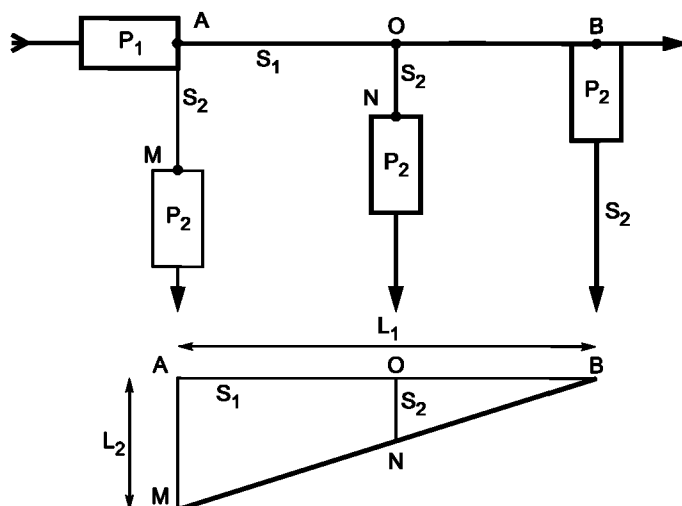 A O B
P₁
S₁ S₂
S₂ N P₂
M P₂
P₂ S₂
L₁
A O B
S₁ S₂
L₂
N
M